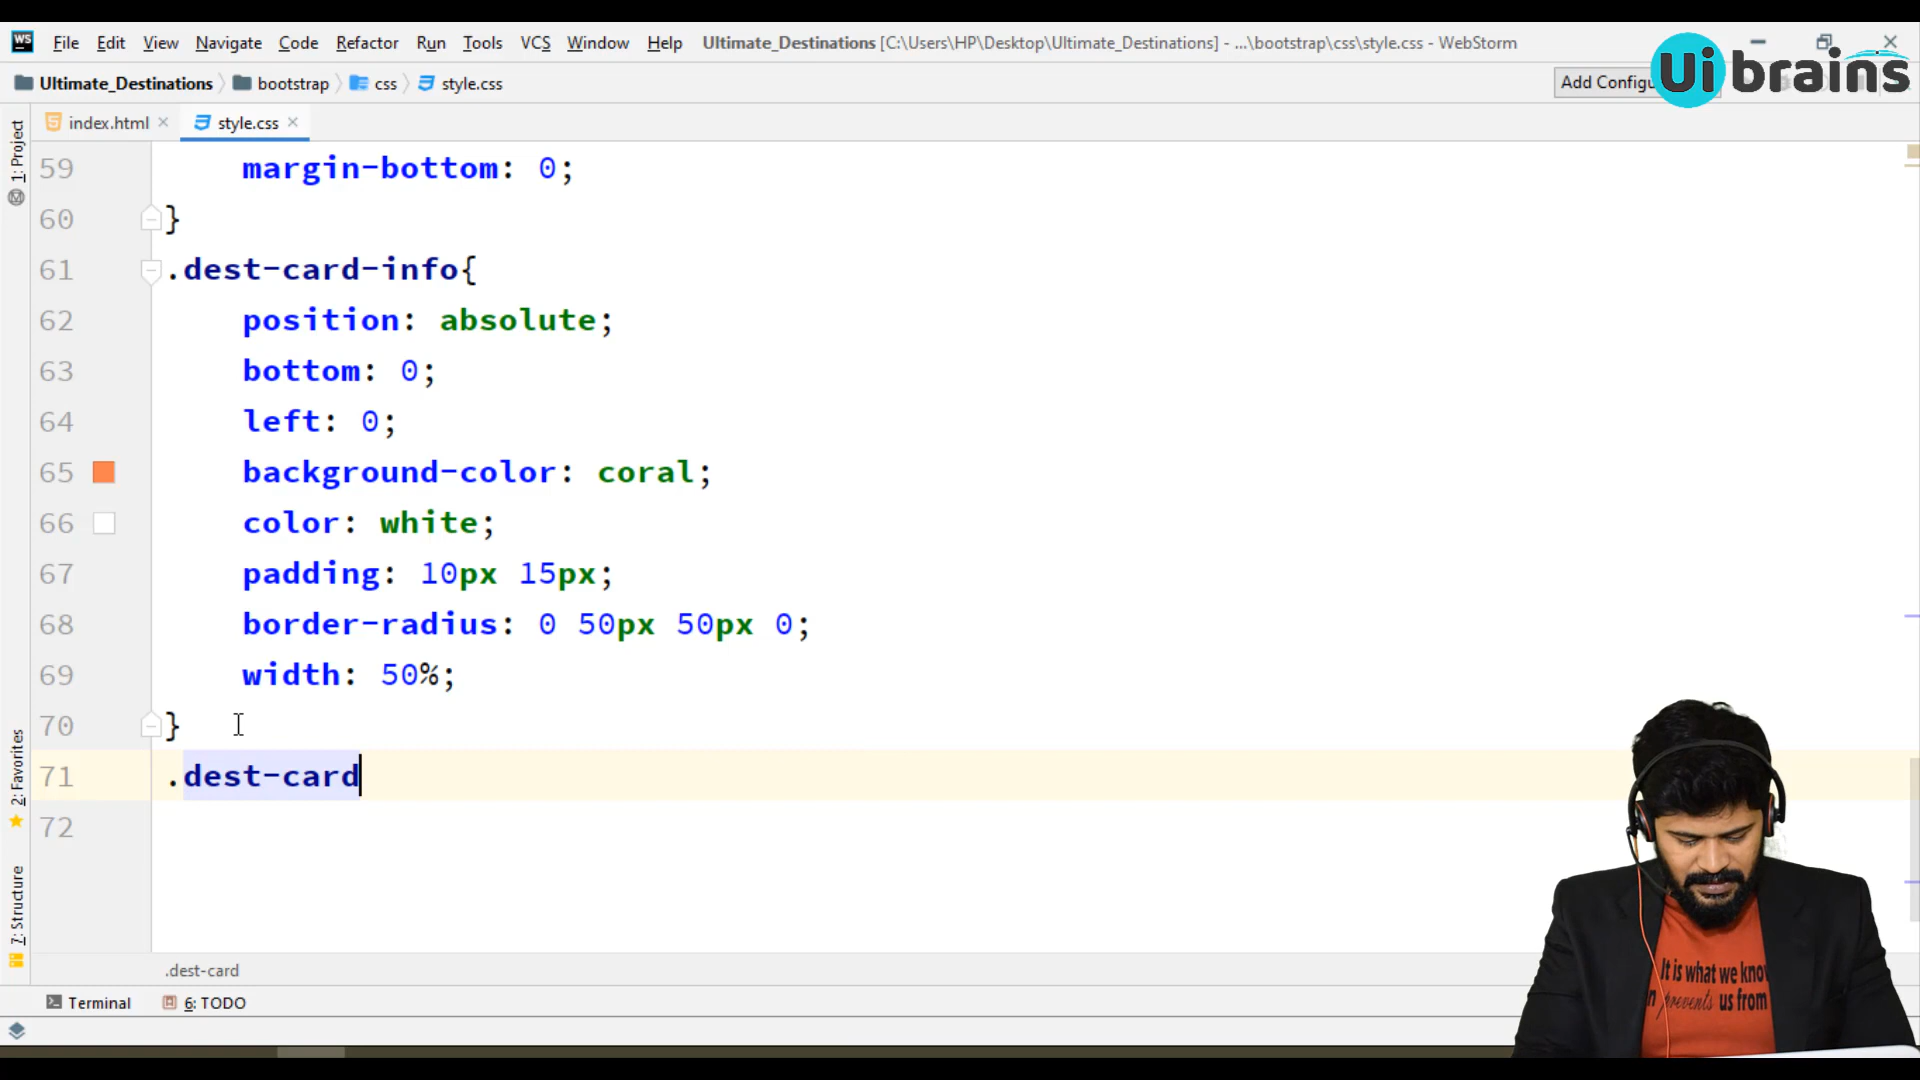 WS File Edit View Navigate Code Refactor Run Tools VCS Window Help Ultimate_Destinations [C:\Users\HP\Desktop\Ultimate_Destinations] - ...\bootstrap\css\style.css - WebStorm
Ultimate_Destinations bootstrap css style.css Add Configu
Ui brains
index.html style.css
1: Project
2: Favorites
7: Structure
59 margin-bottom: 0;
60 }
61 .dest-card-info{
62 position: absolute;
63 bottom: 0;
64 left: 0;
65 background-color: coral;
66 color: white;
67 padding: 10px 15px;
68 border-radius: 0 50px 50px 0;
69 width: 50%;
70 }
71 .dest-card
72
.dest-card
Terminal 6: TODO
It is what we know
prevents us from